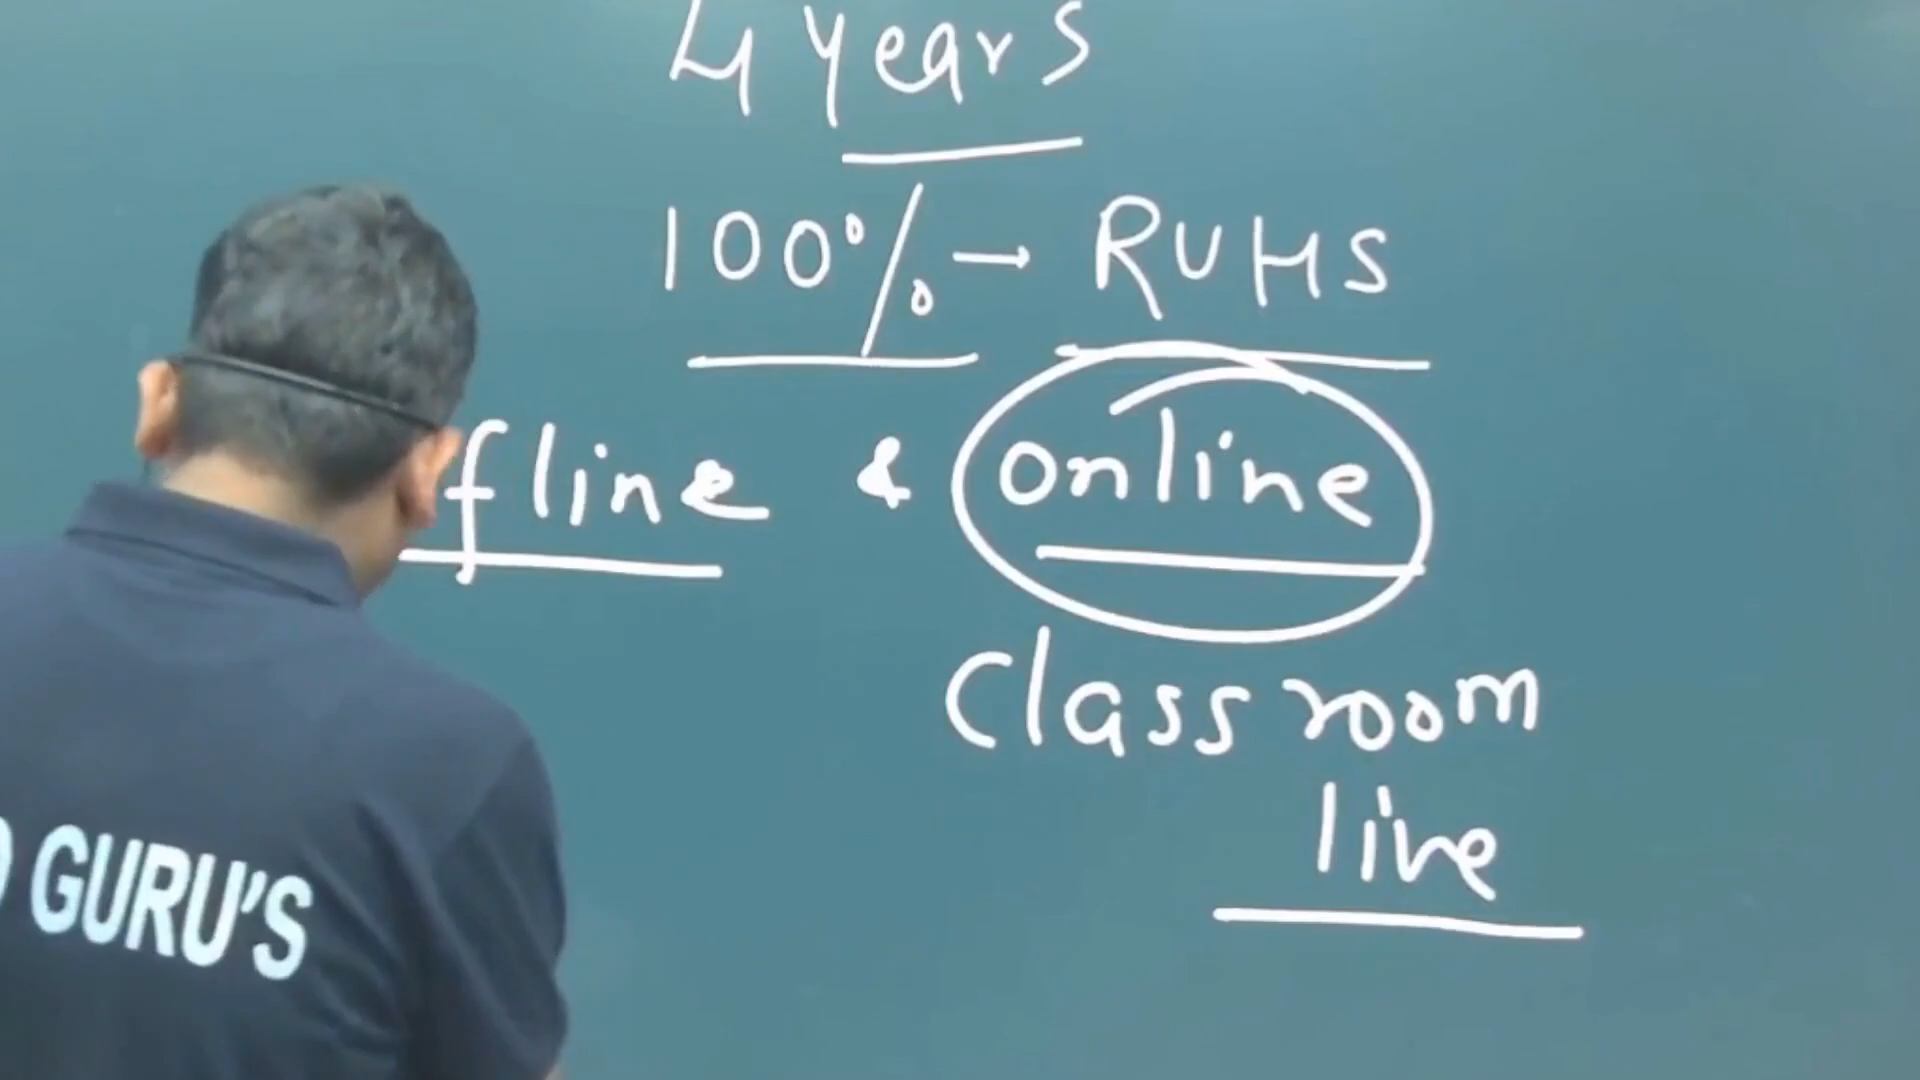 4 years
100% → RUHS
fline & online
Classroom
live
GURU'S